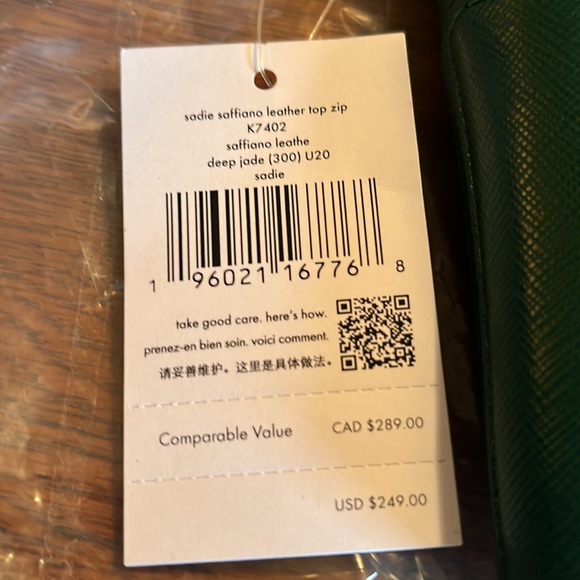 sadie saffiano leather top zip
K7402
saffiano leathe
deep jade (300) U20
sadie
1 96021 16776 8
take good care. here's how.
prenez-en bien soin. voici comment.
请妥善维护。这里是具体做法。
Comparable Value CAD $289.00
USD $249.00